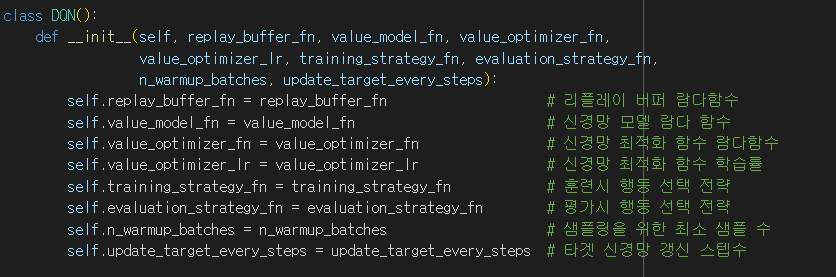 class DQN():
    def __init__(self, replay_buffer_fn, value_model_fn, value_optimizer_fn,
                 value_optimizer_lr, training_strategy_fn, evaluation_strategy_fn,
                 n_warmup_batches, update_target_every_steps):
        self.replay_buffer_fn = replay_buffer_fn                    # 리플레이 버퍼 람다함수
        self.value_model_fn = value_model_fn                        # 신경망 모델 람다 함수
        self.value_optimizer_fn = value_optimizer_fn                # 신경망 최적화 함수 람다함수
        self.value_optimizer_lr = value_optimizer_lr                # 신경망 최적화 함수 학습률
        self.training_strategy_fn = training_strategy_fn            # 훈련시 행동 선택 전략
        self.evaluation_strategy_fn = evaluation_strategy_fn        # 평가시 행동 선택 전략
        self.n_warmup_batches = n_warmup_batches                    # 샘플링을 위한 최소 샘플 수
        self.update_target_every_steps = update_target_every_steps  # 타겟 신경망 갱신 스텝수